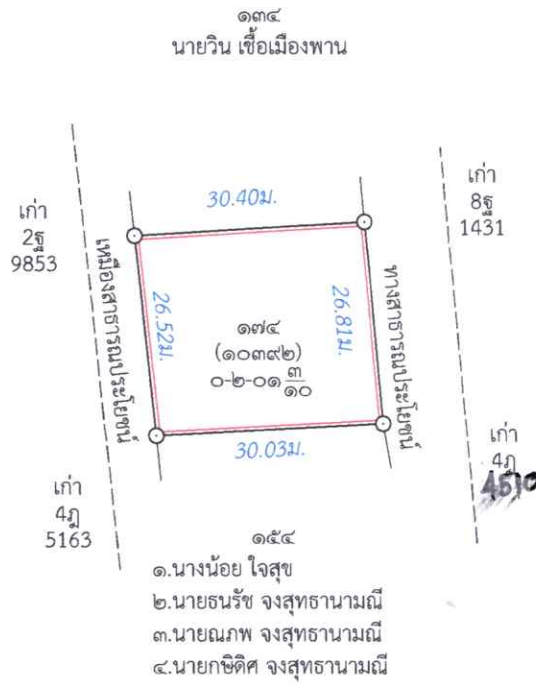 ๑๓๔
นายวิน เชื้อเมืองพาน
เก่า
2ฐ
9853
เก่า
8ฐ
1431
30.40ม.
เหมืองสาธารณประโยชน์
26.52ม.
๑๗๔
(๑๐๓๙๒)
๐-๒-๐๑ ๓/๑๐
26.81ม.
ทางสาธารณประโยชน์
30.03ม.
เก่า
4ฎ
5163
เก่า
4ฎ
4510
๑๕๔
๑.นางน้อย ใจสุข
๒.นายธนรัช จงสุทธานามณี
๓.นายณภพ จงสุทธานามณี
๔.นายกษิดิศ จงสุทธานามณี